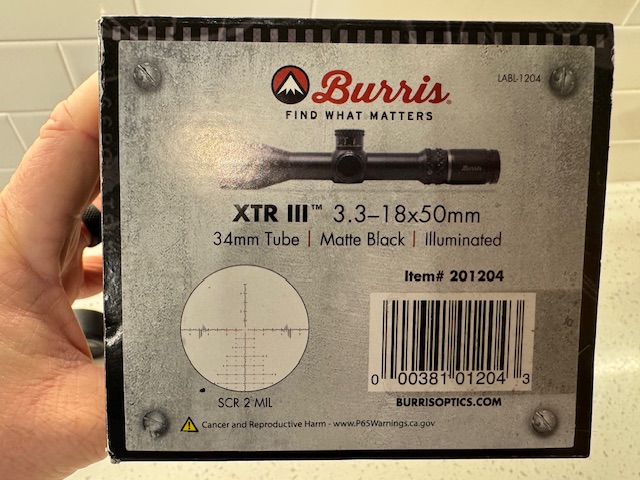 LABL-1204
Burris®
FIND WHAT MATTERS
Burris
XTR III™ 3.3–18x50mm
34mm Tube | Matte Black | Illuminated
Item# 201204
0 00381 01204 3
SCR 2 MIL
BURRISOPTICS.COM
Cancer and Reproductive Harm - www.P65Warnings.ca.gov